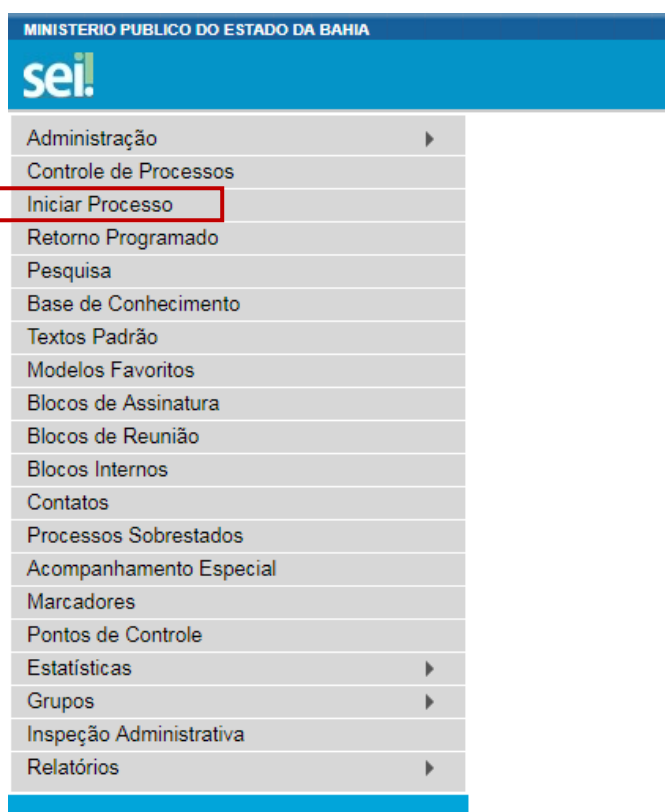 MINISTERIO PUBLICO DO ESTADO DA BAHIA
sei!
Administração
Controle de Processos
Iniciar Processo
Retorno Programado
Pesquisa
Base de Conhecimento
Textos Padrão
Modelos Favoritos
Blocos de Assinatura
Blocos de Reunião
Blocos Internos
Contatos
Processos Sobrestados
Acompanhamento Especial
Marcadores
Pontos de Controle
Estatísticas
Grupos
Inspeção Administrativa
Relatórios